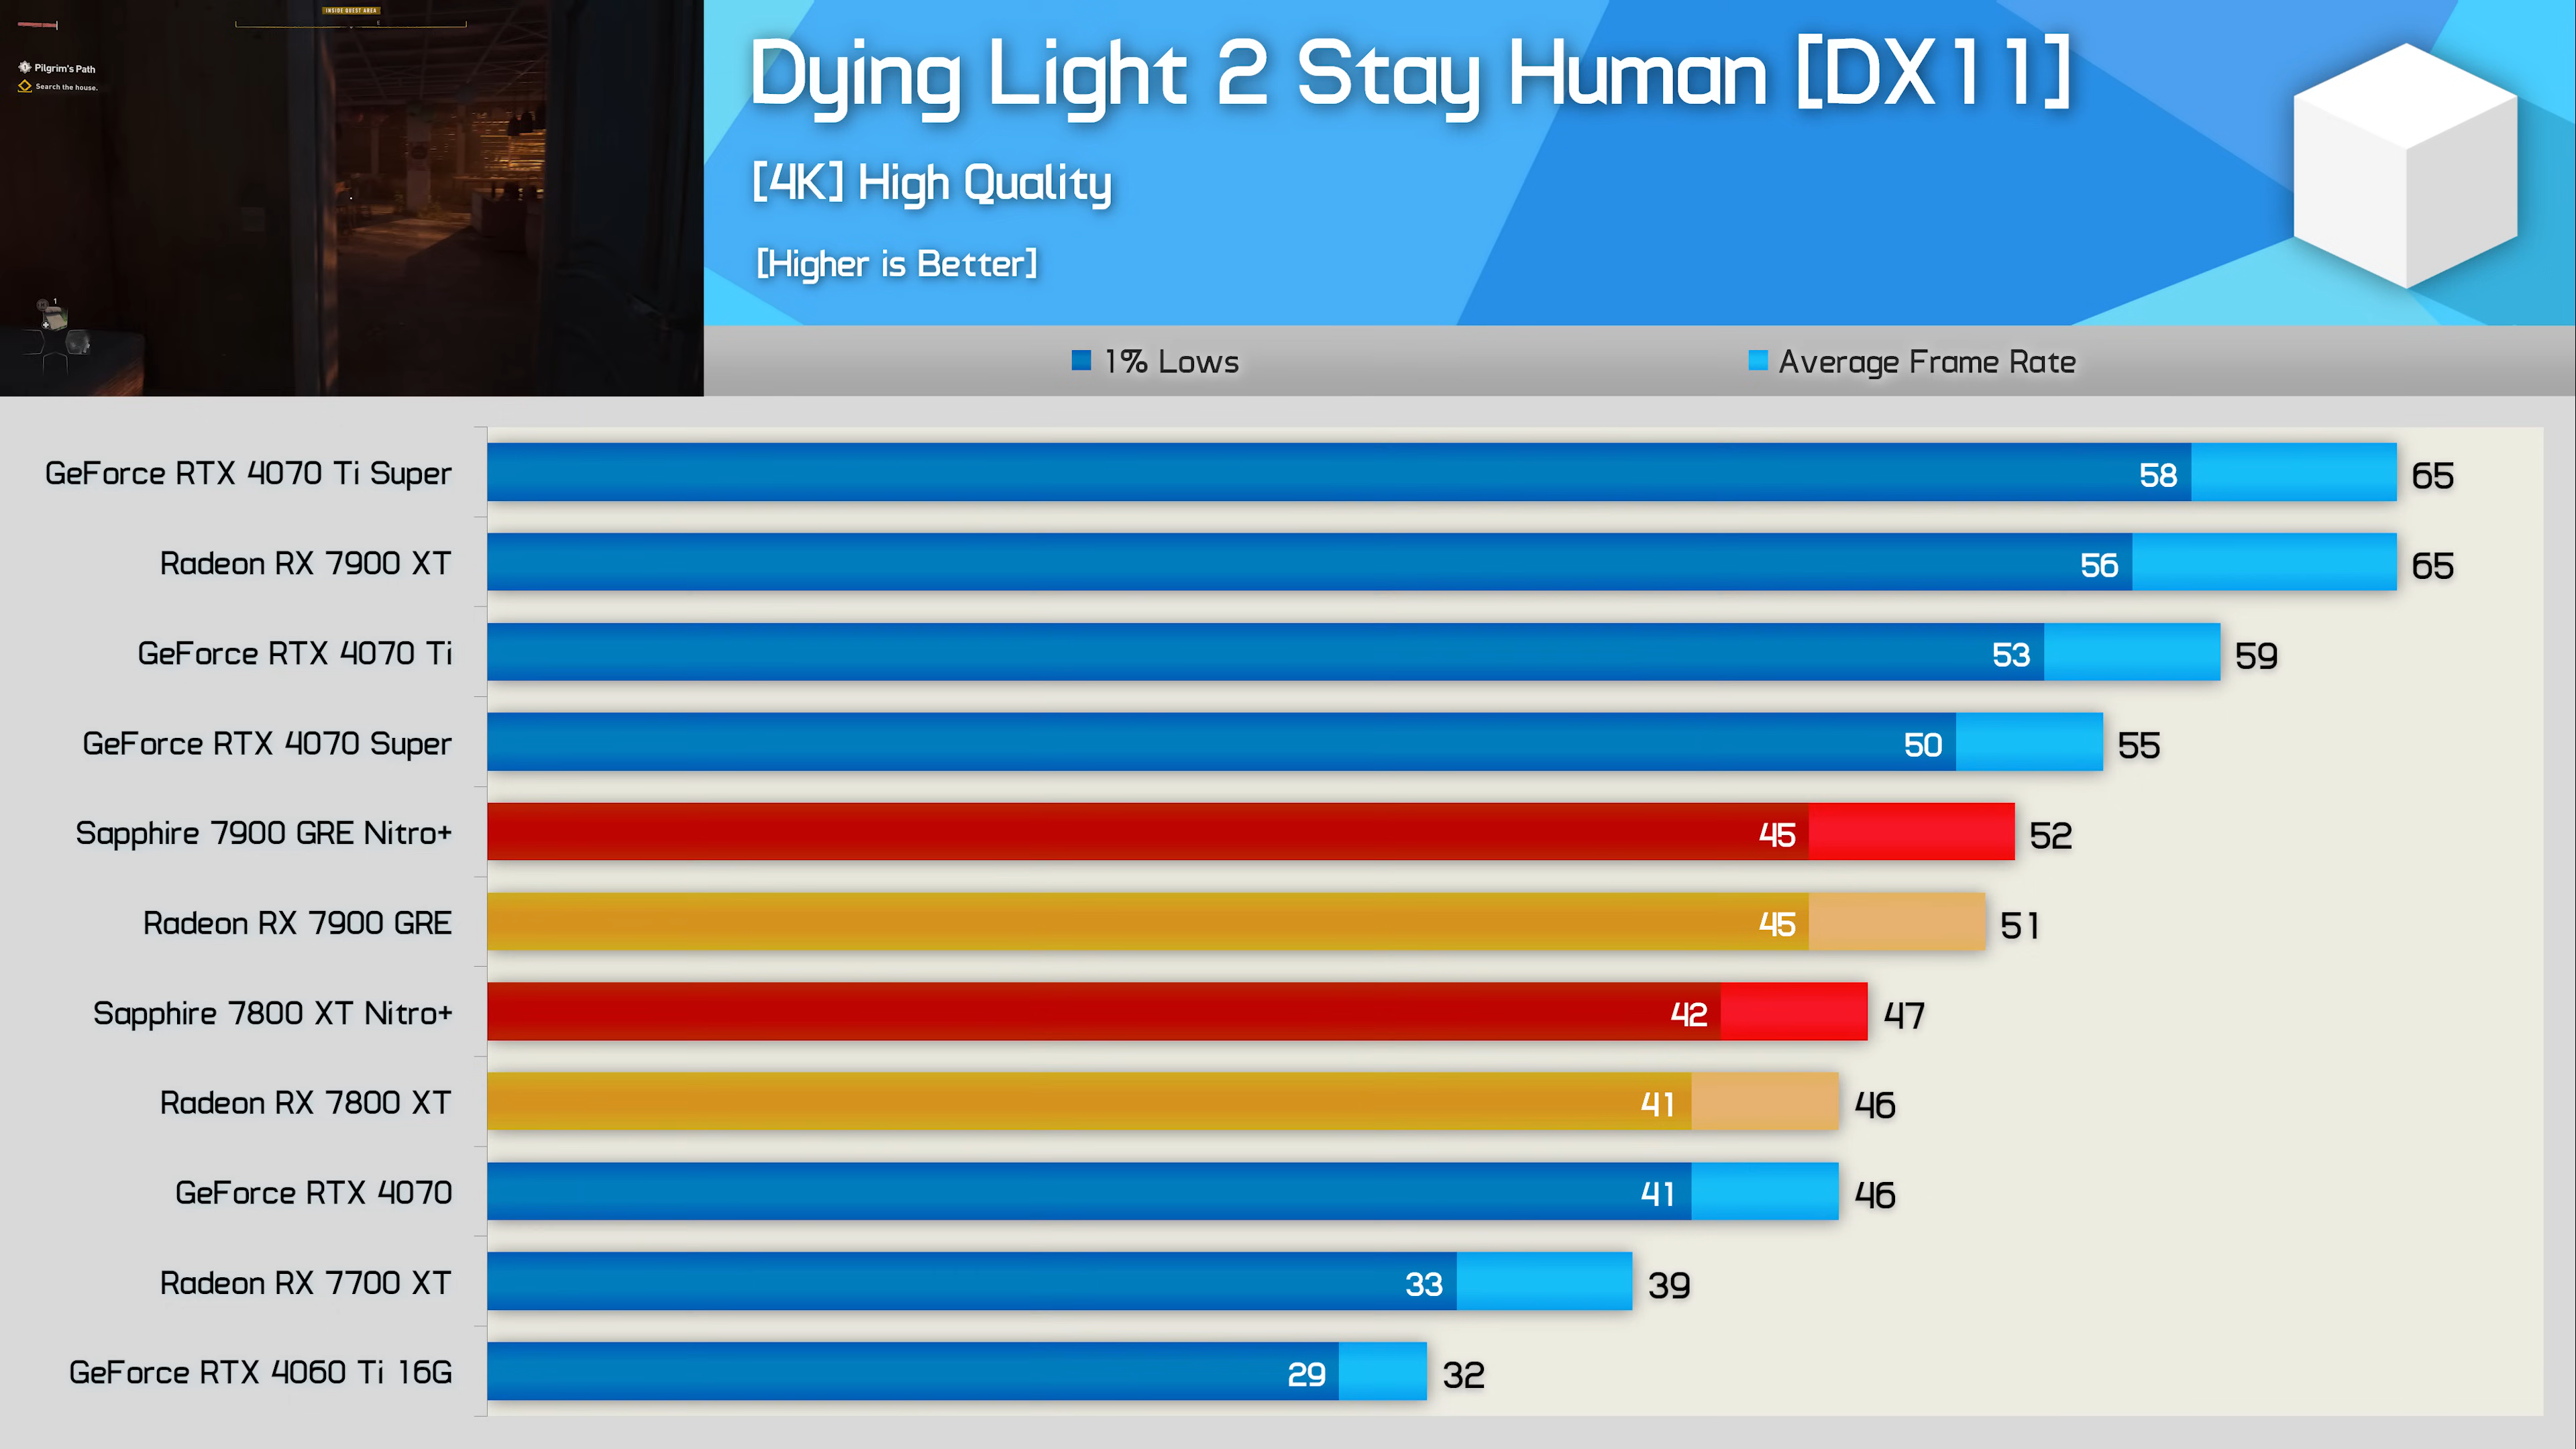 INSIDE QUEST AREA
Pilgrim's Path
Search the house.
1
Dying Light 2 Stay Human [DX11]
[4K] High Quality
[Higher is Better]
1% Lows
Average Frame Rate
GeForce RTX 4070 Ti Super 58 65
Radeon RX 7900 XT 56 65
GeForce RTX 4070 Ti 53 59
GeForce RTX 4070 Super 50 55
Sapphire 7900 GRE Nitro+ 45 52
Radeon RX 7900 GRE 45 51
Sapphire 7800 XT Nitro+ 42 47
Radeon RX 7800 XT 41 46
GeForce RTX 4070 41 46
Radeon RX 7700 XT 33 39
GeForce RTX 4060 Ti 16G 29 32